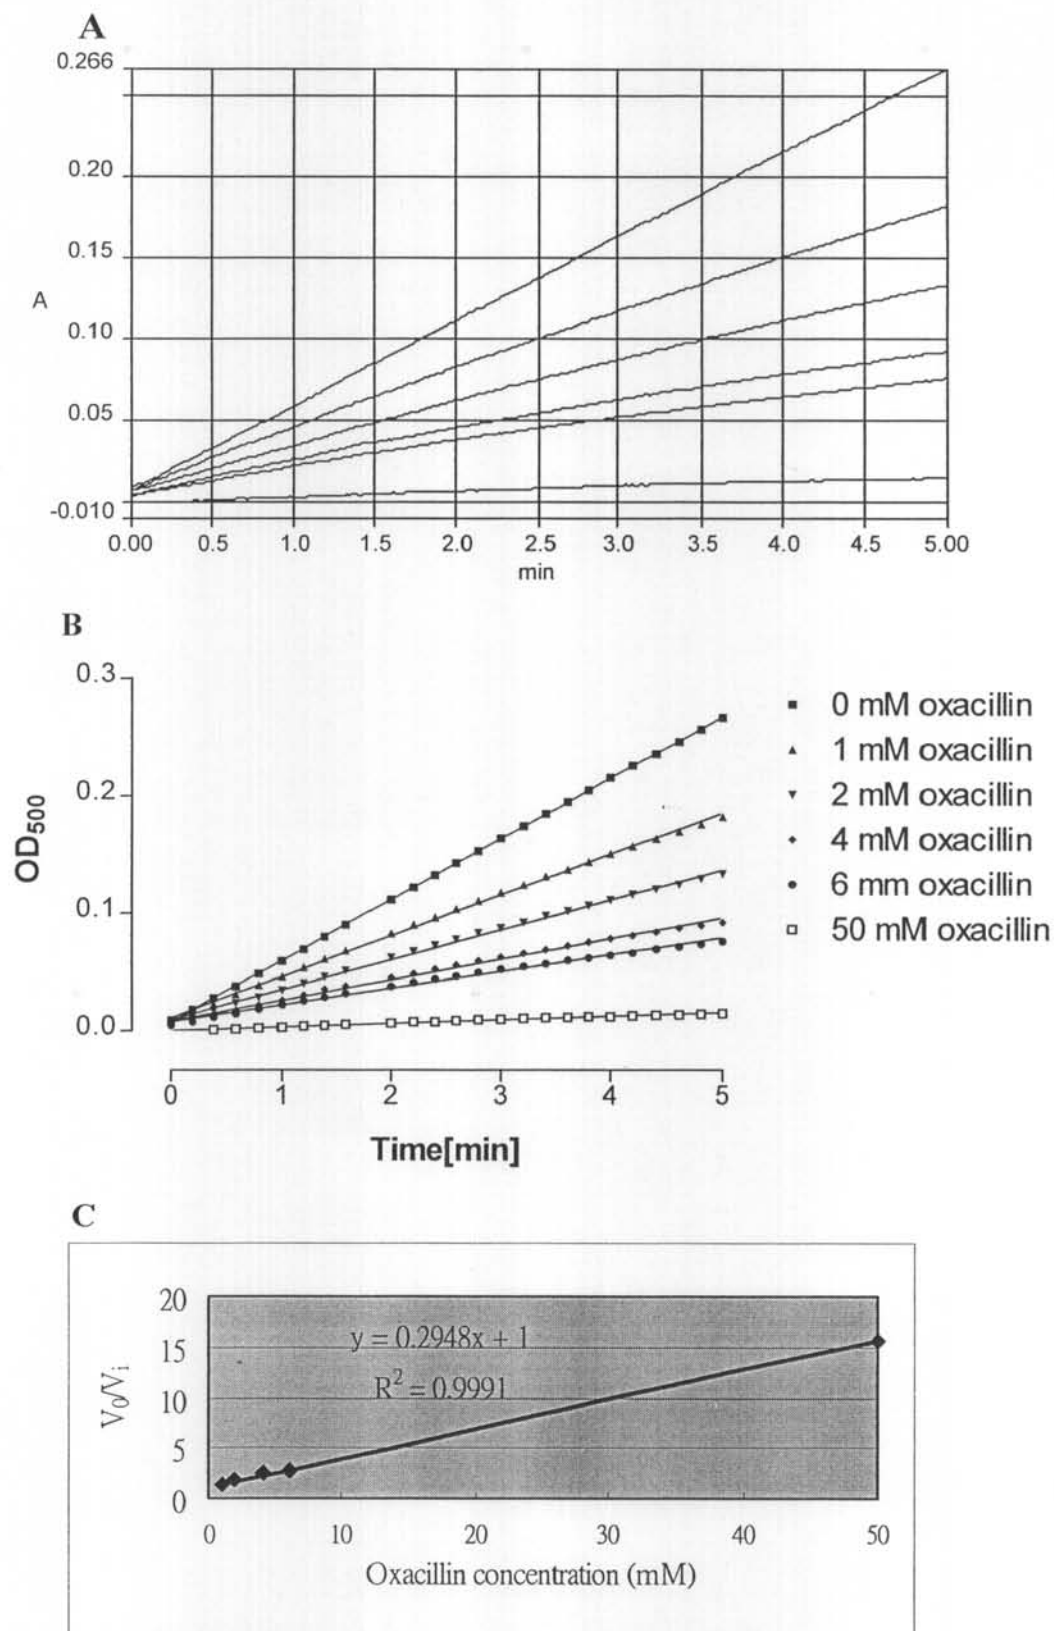 A
0.266
0.20
0.15
A
0.10
0.05
-0.010
0.00 0.5 1.0 1.5 2.0 2.5 3.0 3.5 4.0 4.5 5.00
min
B
0.3
0.2
0.1
0.0
OD500
0 1 2 3 4 5
Time[min]
0 mM oxacillin
1 mM oxacillin
2 mM oxacillin
4 mM oxacillin
6 mm oxacillin
50 mM oxacillin
C
20
15
10
5
0
V0/Vi
y = 0.2948x + 1
R² = 0.9991
0 10 20 30 40 50
Oxacillin concentration (mM)